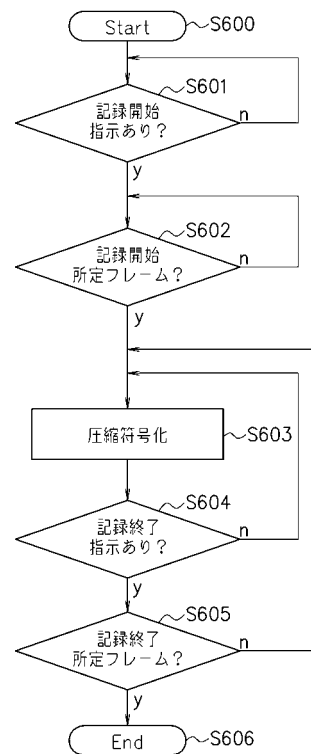 Start
S600
S601
記録開始
指示あり?
n
y
S602
記録開始
所定フレーム?
n
y
圧縮符号化
S603
S604
記録終了
指示あり?
n
y
S605
記録終了
所定フレーム?
n
y
End
S606